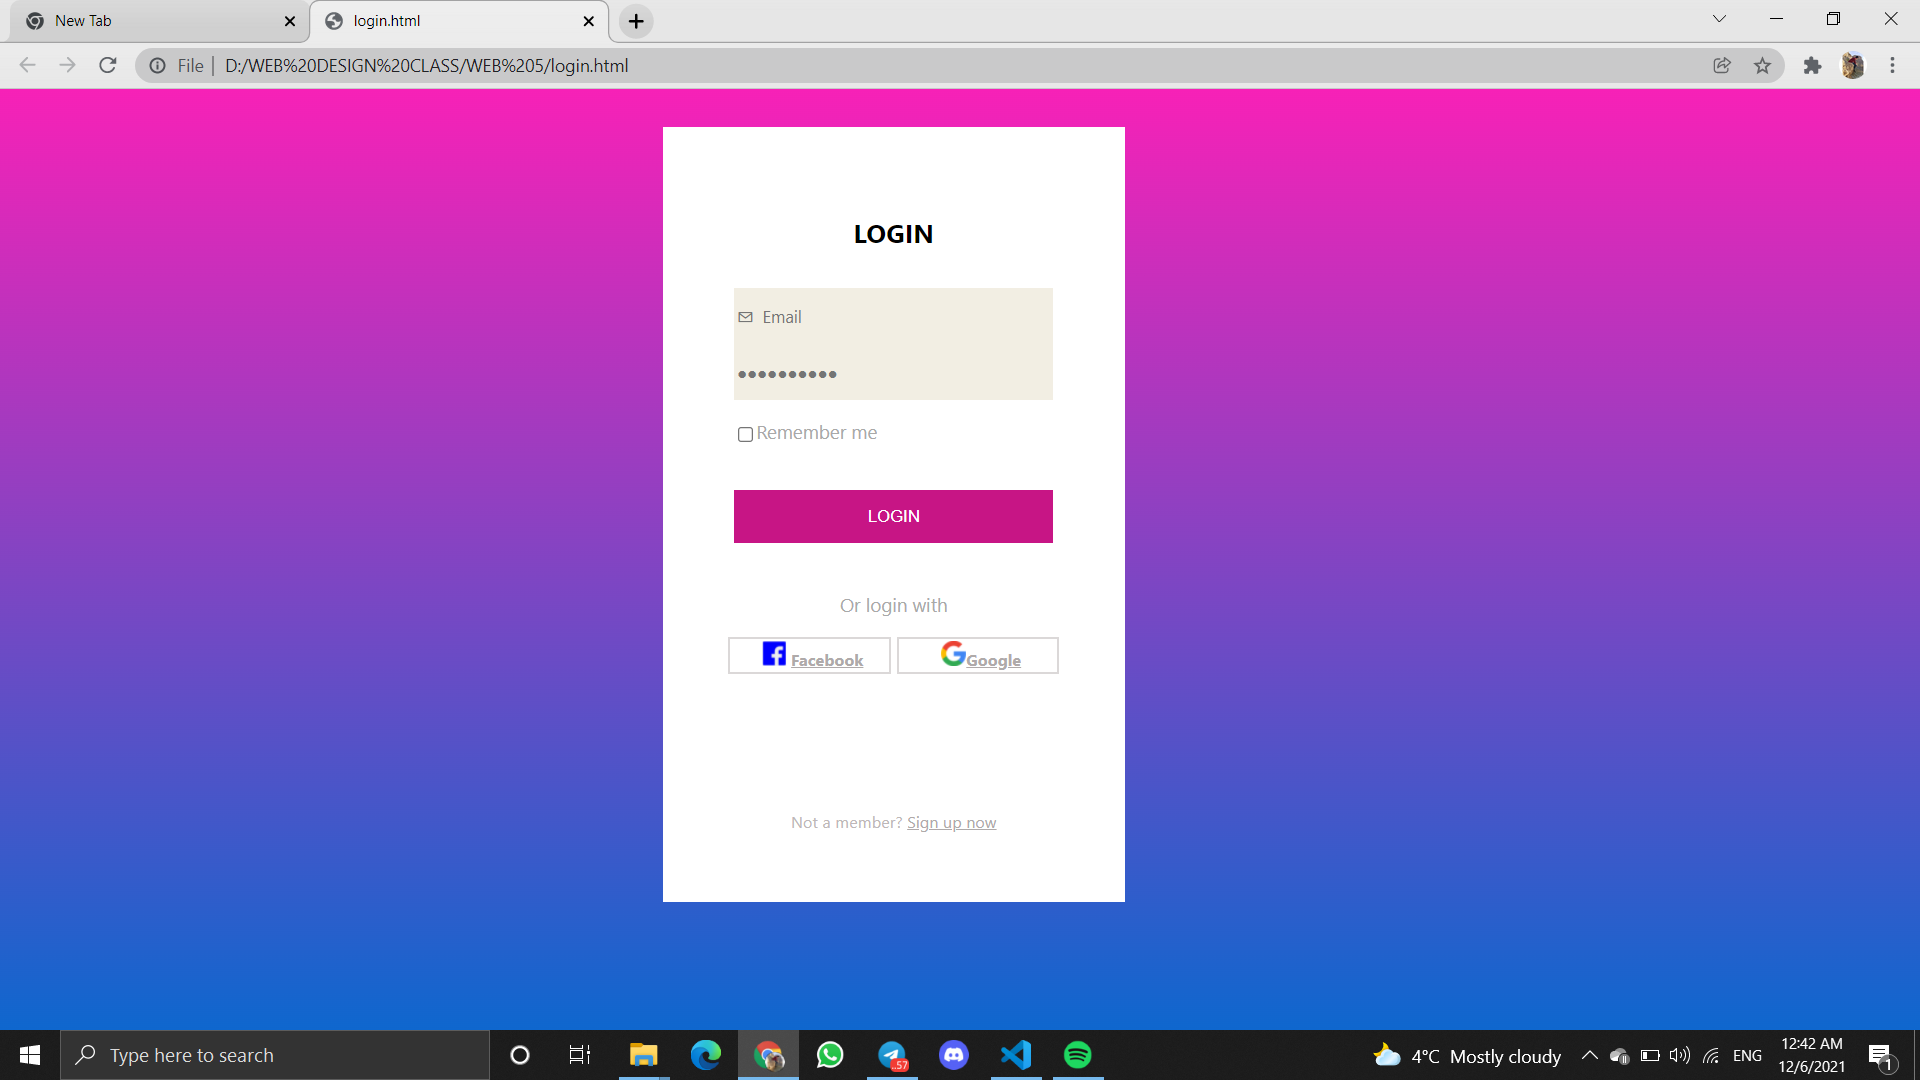 New Tab
login.html
File | D:/WEB%20DESIGN%20CLASS/WEB%205/login.html
LOGIN
Email
••••••••••
Remember me
LOGIN
Or login with
Facebook
Google
Not a member? Sign up now
Type here to search
..57
4°C Mostly cloudy
ENG
12:42 AM
12/6/2021
1